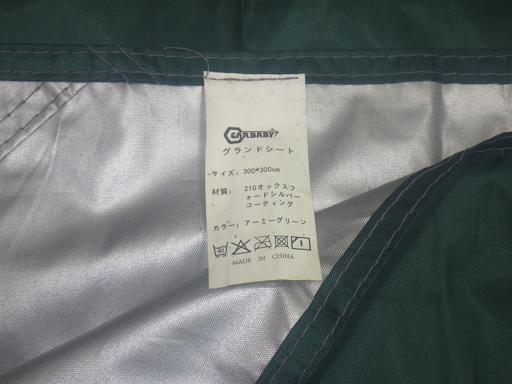 CARBABY
グランドシート
サイズ: 300*300cm
材質: 210オックスフ
ォードシルバー
コーティング
カラー: アーミーグリーン
40
MADE IN CHINA